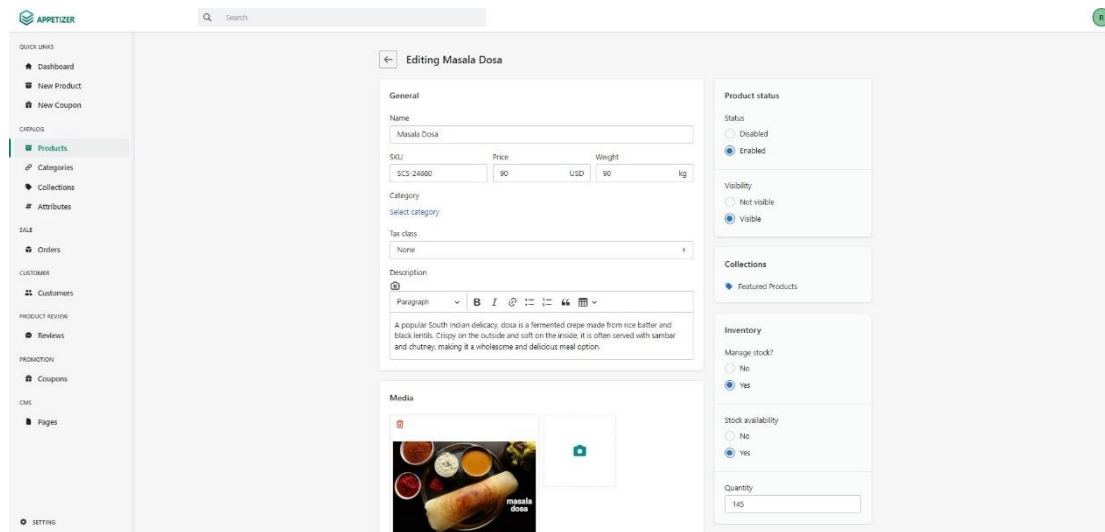 APPETIZER
Search
R
QUICK LINKS
Dashboard
New Product
New Coupon
CATALOG
Products
Categories
Collections
# Attributes
SALE
Orders
CUSTOMER
Customers
PRODUCT REVIEW
Reviews
PROMOTION
Coupons
CMS
Pages
SETTING
Editing Masala Dosa
General
Name
Masala Dosa
SKU Price Weight
SCS-24680 90 USD 90 kg
Category
Select category
Tax class
None
Description
Paragraph B I
A popular South Indian delicacy, dosa is a fermented crepe made from rice batter and
black lentils. Crispy on the outside and soft on the inside, it is often served with sambar
and chutney, making it a wholesome and delicious meal option.
Media
masala
dosa
Product status
Status
Disabled
Enabled
Visibility
Not visible
Visible
Collections
Featured Products
Inventory
Manage stock?
No
Yes
Stock availability
No
Yes
Quantity
145